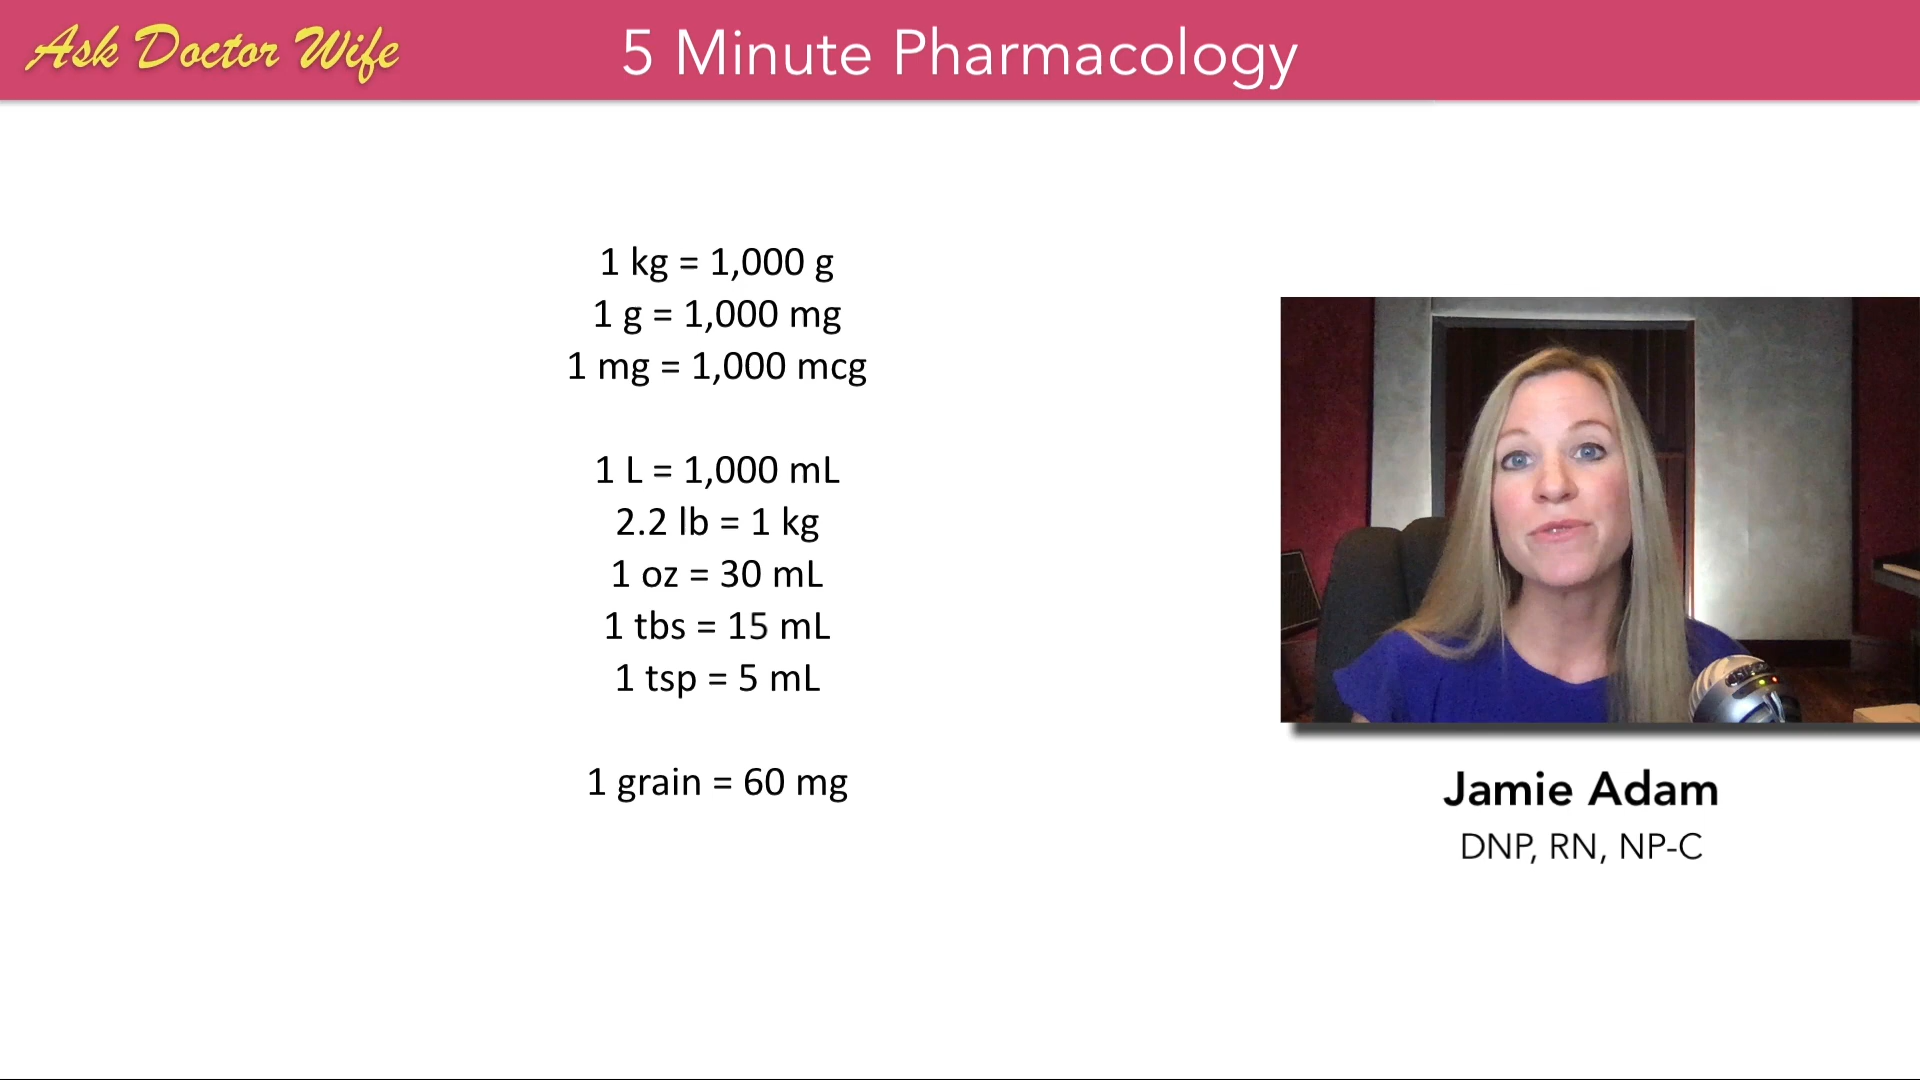 Ask Doctor Wife
5 Minute Pharmacology
1 kg = 1,000 g
1 g = 1,000 mg
1 mg = 1,000 mcg
1 L = 1,000 mL
2.2 lb = 1 kg
1 oz = 30 mL
1 tbs = 15 mL
1 tsp = 5 mL
1 grain = 60 mg
Jamie Adam
DNP, RN, NP-C